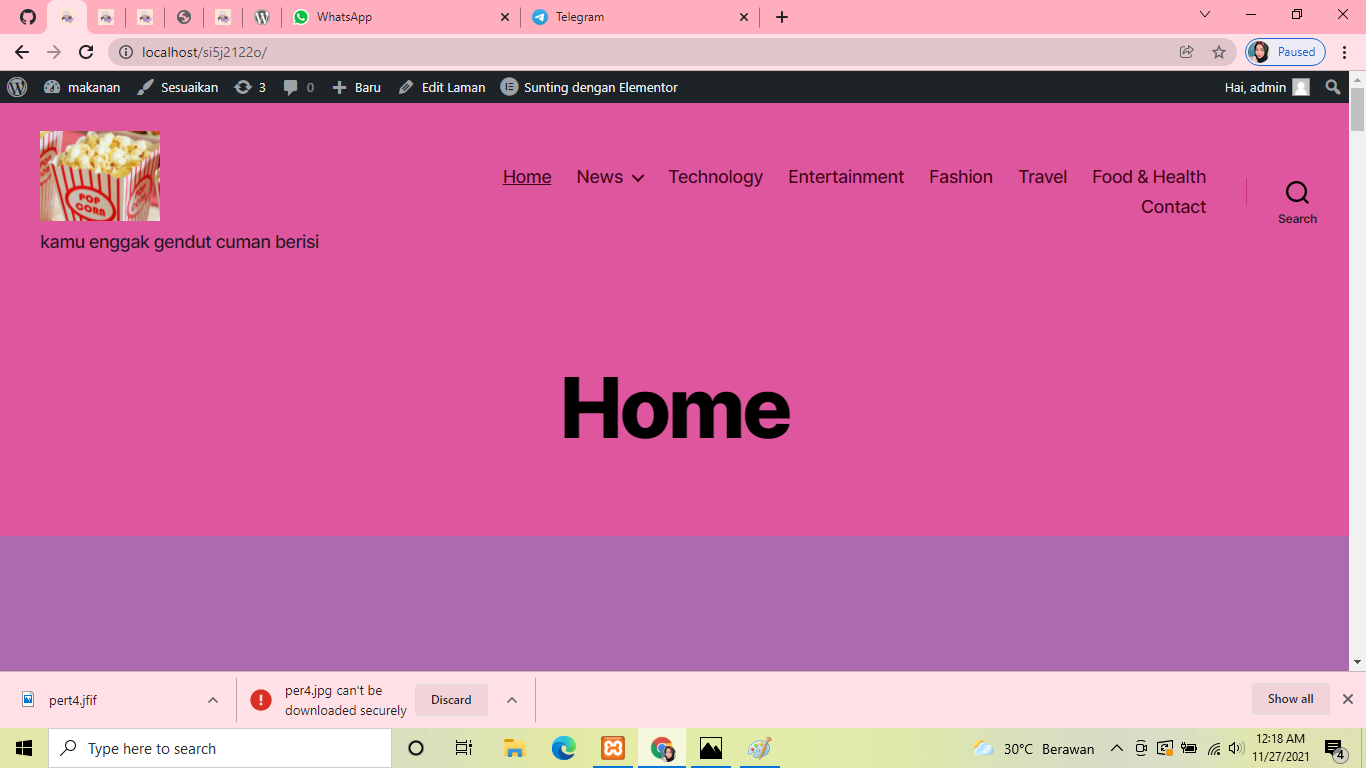 WhatsApp
Telegram
localhost/si5j2122o/
Paused
makanan
Sesuaikan
3
0
Baru
Edit Laman
Sunting dengan Elementor
Hai, admin
POP
CORN
kamu enggak gendut cuman berisi
Home
News
Technology
Entertainment
Fashion
Travel
Food & Health
Contact
Search
Home
pert4.jfif
per4.jpg can't be
downloaded securely
Discard
Show all
Type here to search
30°C Berawan
12:18 AM
11/27/2021
4